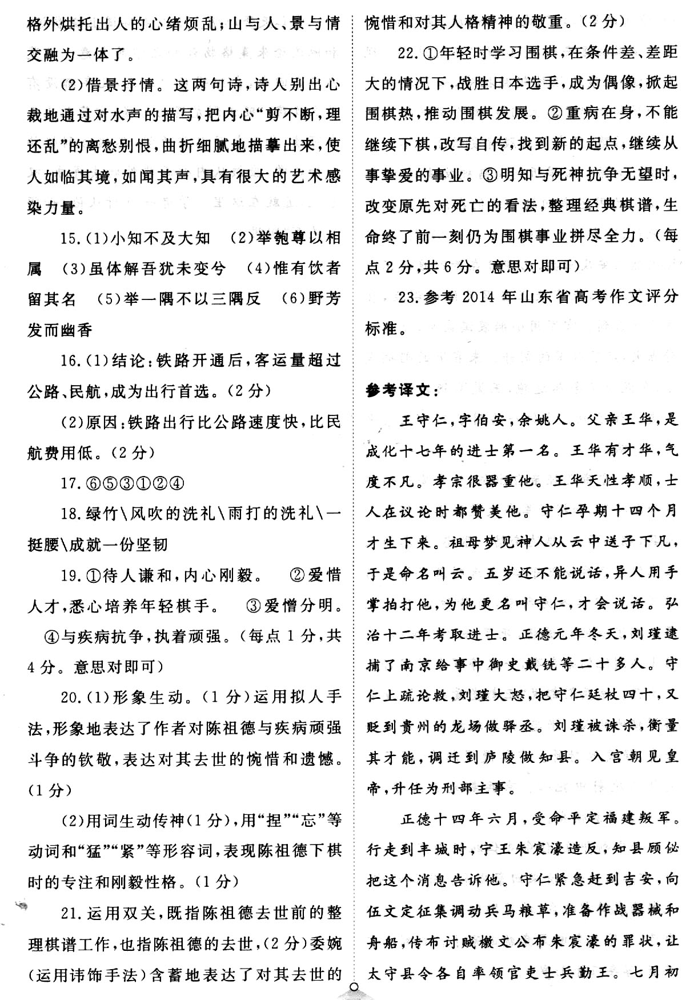 格外烘托出人的心绪烦乱;山与人、景与情
交融为一体了。
(2)借景抒情。这两句诗,诗人别出心
裁地通过对水声的描写,把内心“剪不断,理
还乱”的离愁别恨,曲折细腻地描摹出来,使
人如临其境,如闻其声,具有很大的艺术感
染力量。
15.(1)小知不及大知 (2)举匏尊以相
属 (3)虽体解吾犹未变兮 (4)惟有饮者
留其名 (5)举一隅不以三隅反 (6)野芳
发而幽香
16.(1)结论:铁路开通后,客运量超过
公路、民航,成为出行首选。(2分)
(2)原因:铁路出行比公路速度快,比民
航费用低。(2分)
17.⑥⑤③①②④
18.绿竹\风吹的洗礼\雨打的洗礼\一
挺腰\成就一份坚韧
19.①待人谦和,内心刚毅。 ②爱惜
人才,悉心培养年轻棋手。 ③爱憎分明。
④与疾病抗争,执着顽强。(每点1分,共
4分。意思对即可)
20.(1)形象生动。(1分)运用拟人手
法,形象地表达了作者对陈祖德与疾病顽强
斗争的钦敬,表达对其去世的惋惜和遗憾。
(1分)
(2)用词生动传神(1分),用“捏”“忘”等
动词和“猛”“紧”等形容词,表现陈祖德下棋
时的专注和刚毅性格。(1分)
21.运用双关,既指陈祖德去世前的整
理棋谱工作,也指陈祖德的去世,(2分)委婉
(运用讳饰手法)含蓄地表达了对其去世的
惋惜和对其人格精神的敬重。(2分)
22.①年轻时学习围棋,在条件差、差距
大的情况下,战胜日本选手,成为偶像,掀起
围棋热,推动围棋发展。②重病在身,不能
继续下棋,改写自传,找到新的起点,继续从
事挚爱的事业。③明知与死神抗争无望时,
改变原先对死亡的看法,整理经典棋谱,生
命终了前一刻仍为围棋事业拼尽全力。(每
点2分,共6分。意思对即可)
23.参考2014年山东省高考作文评分
标准。
参考译文:
王守仁,字伯安,余姚人。父亲王华,是
成化十七年的进士第一名。王华有才华,气
度不凡。孝宗很器重他。王华天性孝顺,士
人在议论时都赞美他。守仁孕期十四个月
才生下来。祖母梦见神人从云中送子下凡,
于是命名叫云。五岁还不能说话,异人用手
掌拍打他,为他更名叫守仁,才会说话。弘
治十二年考取进士。正德元年冬天,刘瑾逮
捕了南京给事中御史戴铣等二十多人。守
仁上疏论救,刘瑾大怒,把守仁廷杖四十,又
贬到贵州的龙场做驿丞。刘瑾被诛杀,衡量
其才能,调迁到庐陵做知县。入宫朝见皇
帝,升任为刑部主事。
正德十四年六月,受命平定福建叛军。
行走到丰城时,宁王朱宸濠造反,知县顾佖
把这个消息告诉他。守仁紧急赶到吉安,向
伍文定征集调动兵马粮草,准备作战器械和
舟船,传布讨贼檄文公布朱宸濠的罪状,让
太守县令各自率领官吏士兵勤王。七月初